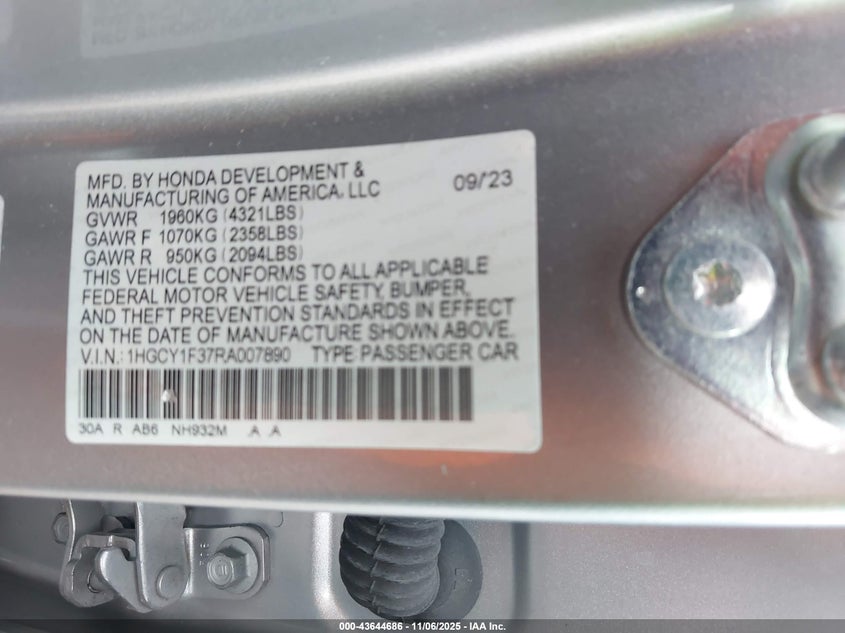 MFD. BY HONDA DEVELOPMENT & MANUFACTURING OF AMERICA, LLC 09/'23
GVWR 1960KG (4321LBS)
GAWR F 1070KG (2358LBS)
GAWR R 950KG (2094LBS)
THIS VEHICLE CONFORMS TO ALL APPLICABLE
FEDERAL MOTOR VEHICLE SAFETY, BUMPER,
AND THEFT PREVENTION STANDARDS IN EFFECT
ON THE DATE OF MANUFACTURE SHOWN ABOVE.
V.I.N.: 1HGCY1F37RA007890 TYPE: PASSENGER CAR
30A R AB6 NH932M A A
000-43644686 - 11/06/2025 - IAA Inc.